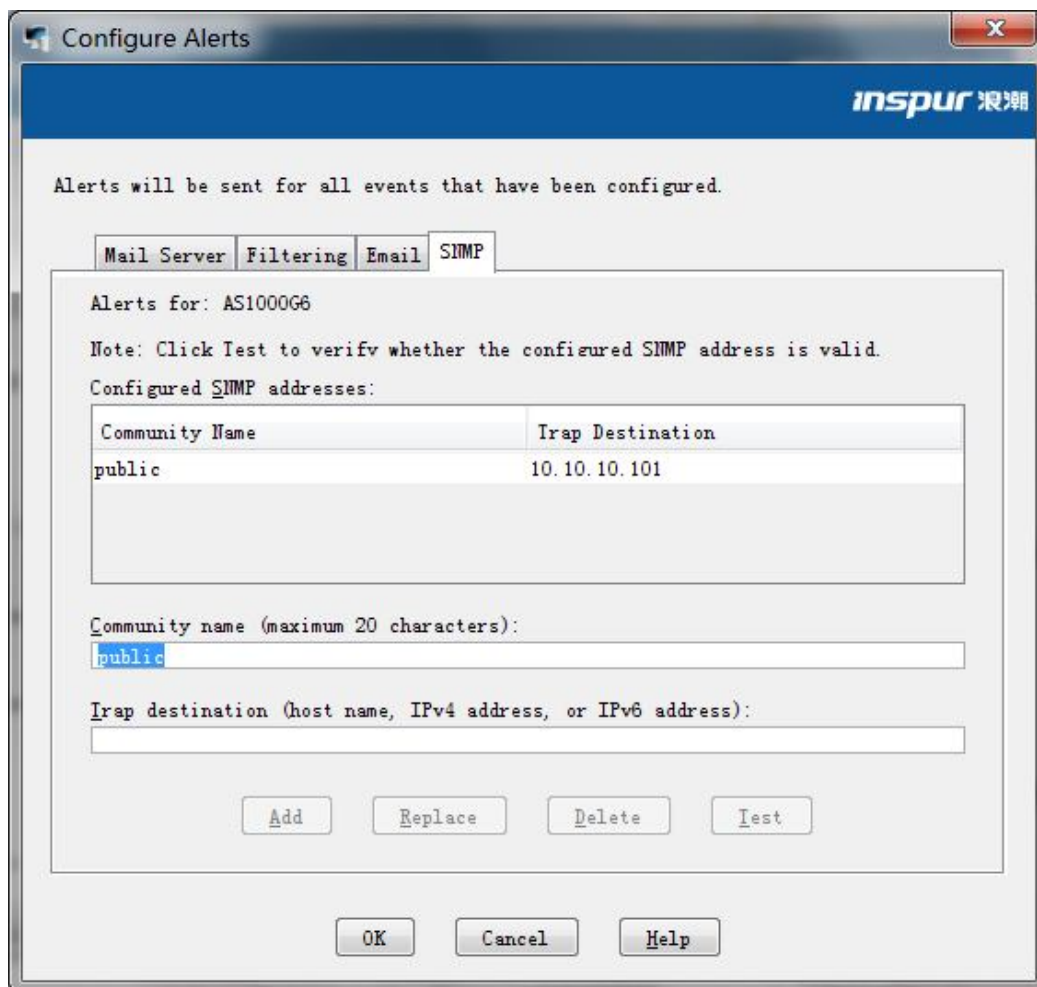 Configure Alerts
x
inspur 浪潮
Alerts will be sent for all events that have been configured.
Mail Server Filtering Email SNMP
Alerts for: AS1000G6
Note: Click Test to verify whether the configured SNMP address is valid.
Configured SNMP addresses:
Community Name Trap Destination
public 10.10.10.101
Community name (maximum 20 characters):
public
Trap destination (host name, IPv4 address, or IPv6 address):
Add Replace Delete Test
OK Cancel Help